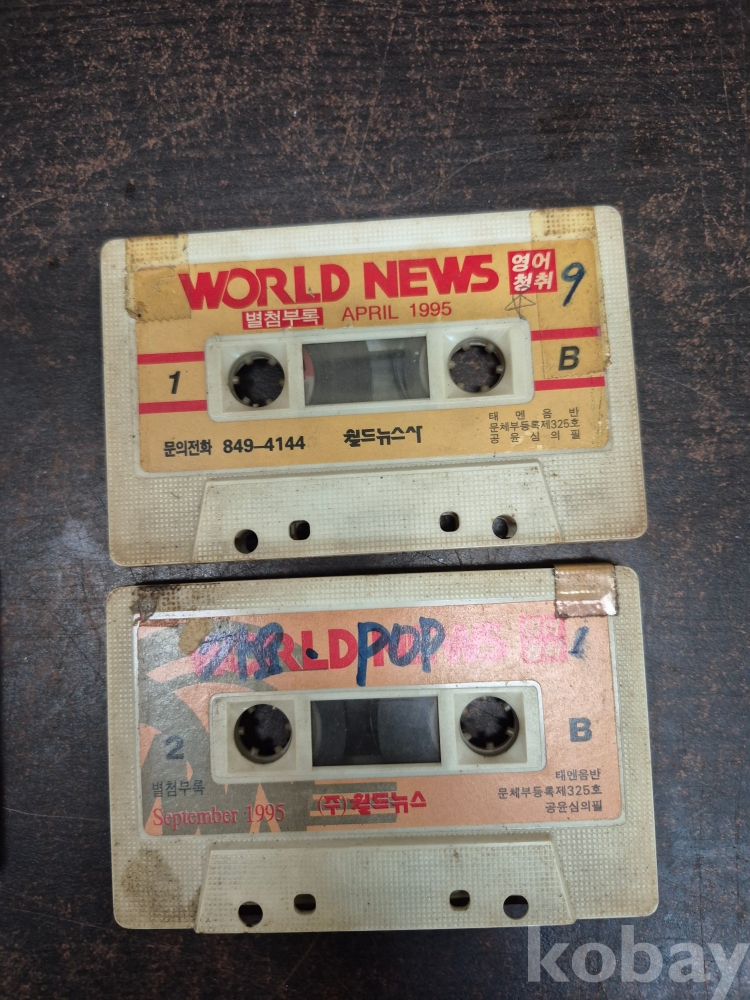 WORLD NEWS 영어 청취 9
별첨부록 APRIL 1995
1 B
문의전화 849-4144 월드뉴스사
태멘음반
문체부등록제325호
공윤심의필
POP 1
2 B
별첨부록
September 1995 (주) 월드뉴스
태멘음반
문체부등록제325호
공윤심의필
kobay